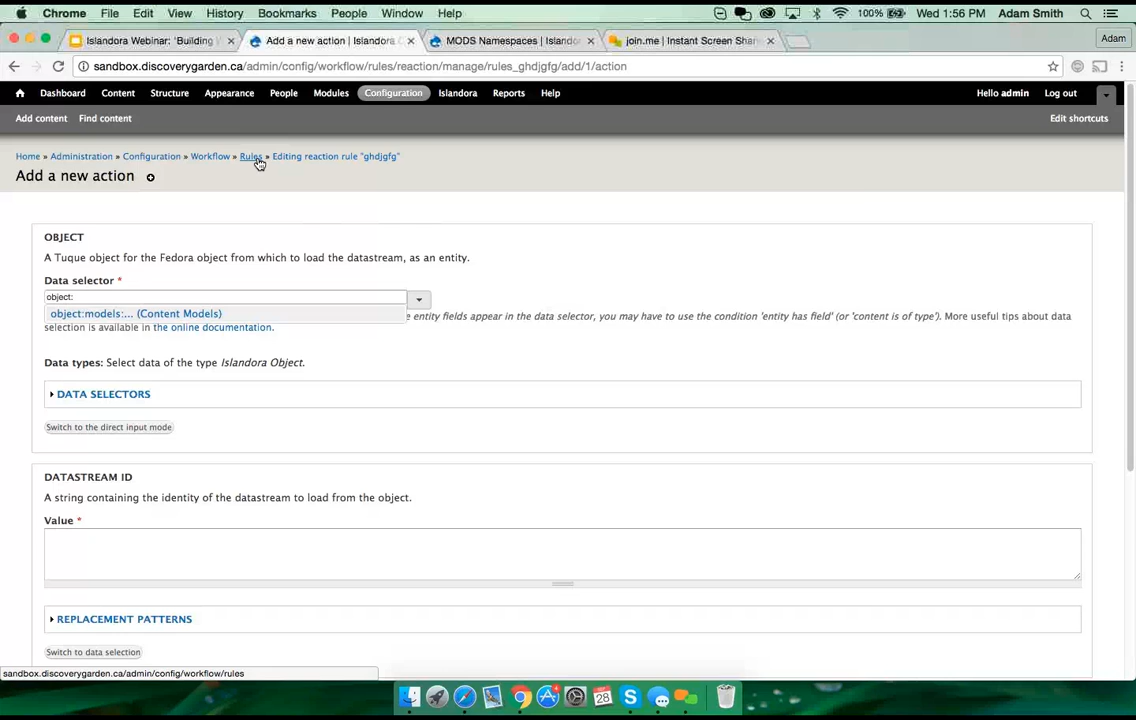 Chrome File Edit View History Bookmarks People Window Help 100% Wed 1:56 PM Adam Smith
Islandora Webinar: 'Building Add a new action | Islandora MODS Namespaces | Islando join.me | Instant Screen Shar Adam
sandbox.discoverygarden.ca/admin/config/workflow/rules/reaction/manage/rules_ghdjgfg/add/1/action
Dashboard Content Structure Appearance People Modules Configuration Islandora Reports Help Hello admin Log out
Add content Find content Edit shortcuts
Home » Administration » Configuration » Workflow » Rules » Editing reaction rule "ghdjgfg"
Add a new action
OBJECT
A Tuque object for the Fedora object from which to load the datastream, as an entity.
Data selector *
object:
object:models:... (Content Models)
e entity fields appear in the data selector, you may have to use the condition 'entity has field' (or 'content is of type'). More useful tips about data
selection is available in the online documentation.
Data types: Select data of the type Islandora Object.
DATA SELECTORS
Switch to the direct input mode
DATASTREAM ID
A string containing the identity of the datastream to load from the object.
Value *
REPLACEMENT PATTERNS
Switch to data selection
sandbox.discoverygarden.ca/admin/config/workflow/rules
28